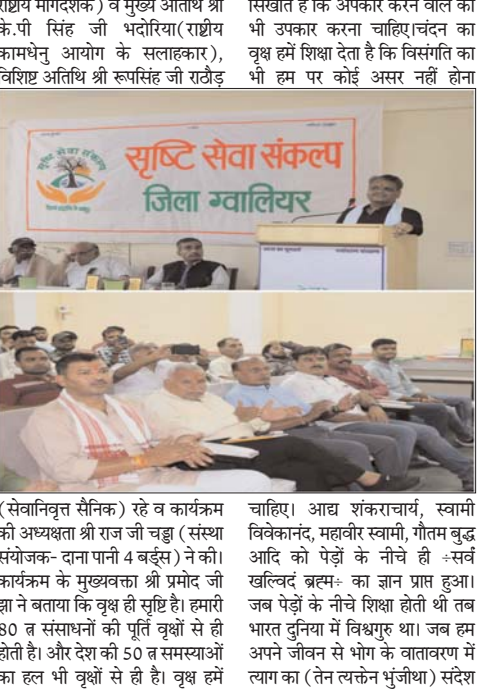 राष्ट्रीय मार्गदर्शक) व मुख्य अतिथि श्री
के.पी सिंह जी भदोरिया(राष्ट्रीय
कामधेनु आयोग के सलाहकार),
विशिष्ट अतिथि श्री रूपसिंह जी राठौड़
सृष्टि सेवा संकल्प
जिला ग्वालियर
सृष्टि सेवा संकल्प
(सेवानिवृत्त सैनिक) रहे व कार्यक्रम
की अध्यक्षता श्री राज जी चड्डा (संस्था
संयोजक- दाना पानी 4 बर्ड्स) ने की।
कार्यक्रम के मुख्यवक्ता श्री प्रमोद जी
झा ने बताया कि वृक्ष ही सृष्टि है। हमारी
80 त्न संसाधनों की पूर्ति वृक्षों से ही
होती है। और देश की 50 त्न समस्याओं
का हल भी वृक्षों से ही है। वृक्ष हमें
सिखाते हैं कि अपकार करने वाले का
भी उपकार करना चाहिए।चंदन का
वृक्ष हमें शिक्षा देता है कि विसंगति का
भी हम पर कोई असर नहीं होना
चाहिए। आद्य शंकराचार्य, स्वामी
विवेकानंद, महावीर स्वामी, गौतम बुद्ध
आदि को पेड़ों के नीचे ही ÷सर्वं
खल्विदं ब्रह्म÷ का ज्ञान प्राप्त हुआ।
जब पेड़ों के नीचे शिक्षा होती थी तब
भारत दुनिया में विश्वगुरु था। जब हम
अपने जीवन से भोग के वातावरण में
त्याग का (तेन त्यक्तेन भुंजीथा) संदेश